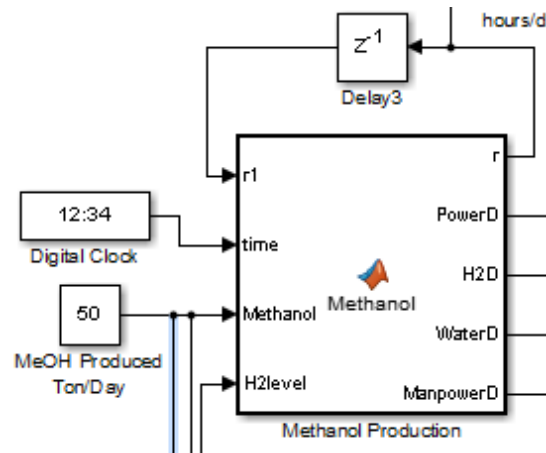 hours/d
Z-1
Delay3
r1
r
12:34
Digital Clock
time
PowerD
H2D
50
MeOH Produced
Ton/Day
Methanol
Methanol
WaterD
H2level
ManpowerD
Methanol Production